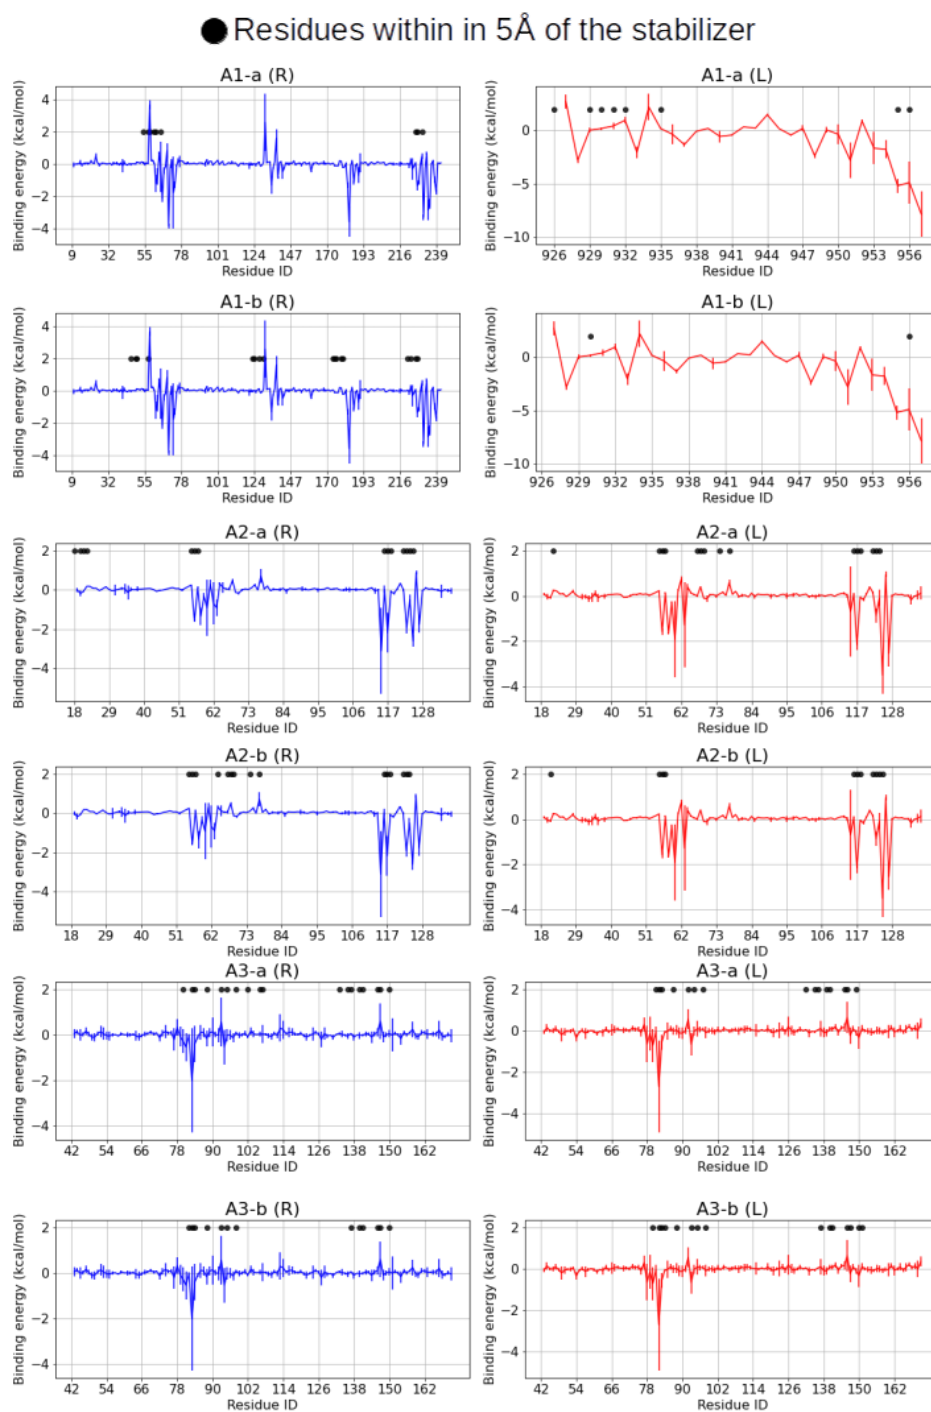 Residues within in 5Å of the stabilizer
A1-a (R)
Binding energy (kcal/mol)
4
2
0
−2
−4
9 32 55 78 101 124 147 170 193 216 239
Residue ID
A1-a (L)
Binding energy (kcal/mol)
0
−5
−10
926 929 932 935 938 941 944 947 950 953 956
Residue ID
A1-b (R)
Binding energy (kcal/mol)
4
2
0
−2
−4
9 32 55 78 101 124 147 170 193 216 239
Residue ID
A1-b (L)
Binding energy (kcal/mol)
0
−5
−10
926 929 932 935 938 941 944 947 950 953 956
Residue ID
A2-a (R)
Binding energy (kcal/mol)
2
0
−2
−4
18 29 40 51 62 73 84 95 106 117 128
Residue ID
A2-a (L)
Binding energy (kcal/mol)
2
0
−2
−4
18 29 40 51 62 73 84 95 106 117 128
Residue ID
A2-b (R)
Binding energy (kcal/mol)
2
0
−2
−4
18 29 40 51 62 73 84 95 106 117 128
Residue ID
A2-b (L)
Binding energy (kcal/mol)
2
0
−2
−4
18 29 40 51 62 73 84 95 106 117 128
Residue ID
A3-a (R)
Binding energy (kcal/mol)
2
0
−2
−4
42 54 66 78 90 102 114 126 138 150 162
Residue ID
A3-a (L)
Binding energy (kcal/mol)
2
0
−2
−4
42 54 66 78 90 102 114 126 138 150 162
Residue ID
A3-b (R)
Binding energy (kcal/mol)
2
0
−2
−4
42 54 66 78 90 102 114 126 138 150 162
Residue ID
A3-b (L)
Binding energy (kcal/mol)
2
0
−2
−4
42 54 66 78 90 102 114 126 138 150 162
Residue ID